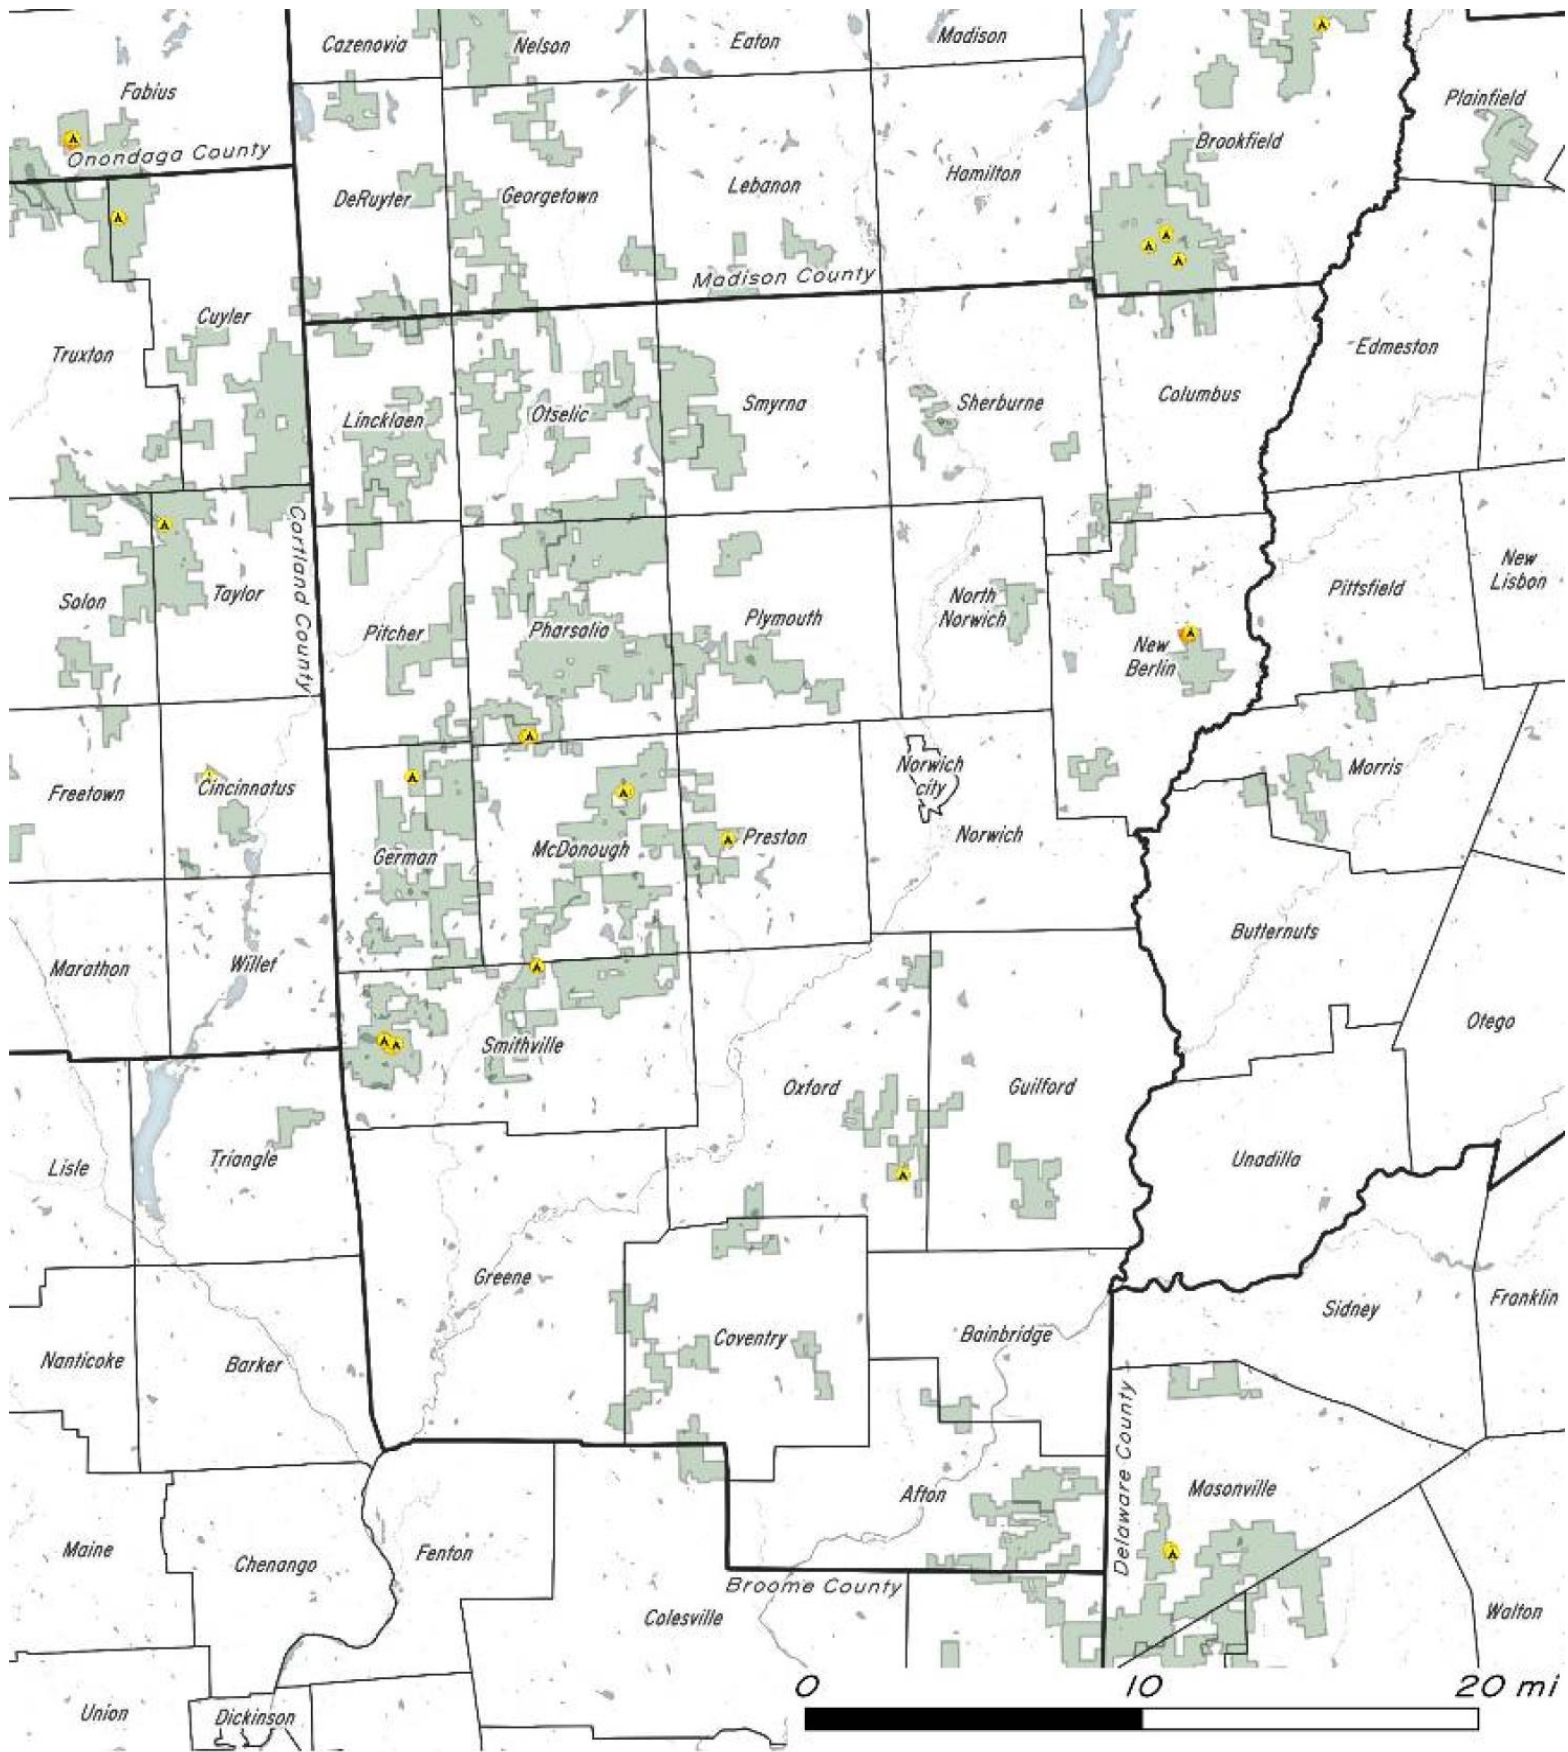 Cazenovia
Nelson
Eaton
Madison
Fabius
Plainfield
Onondaga County
Brookfield
DeRuyter
Georgetown
Lebanon
Hamilton
Madison County
Cuyler
Truxton
Edmeston
Lincklaen
Otselic
Smyrna
Sherburne
Columbus
Cortland County
Solon
Taylor
Pitcher
Pharsalia
Plymouth
North
Norwich
New
Berlin
Pittsfield
New
Lisbon
Freetown
Cincinnatus
German
McDonough
Preston
Norwich
city
Norwich
Morris
Marathon
Willet
Smithville
Butternuts
Otego
Oxford
Guilford
Lisle
Triangle
Unadilla
Greene
Coventry
Bainbridge
Sidney
Franklin
Nanticoke
Barker
Delaware County
Afton
Masonville
Maine
Chenango
Fenton
Broome County
Colesville
Walton
Union
Dickinson
0 10 20 mi